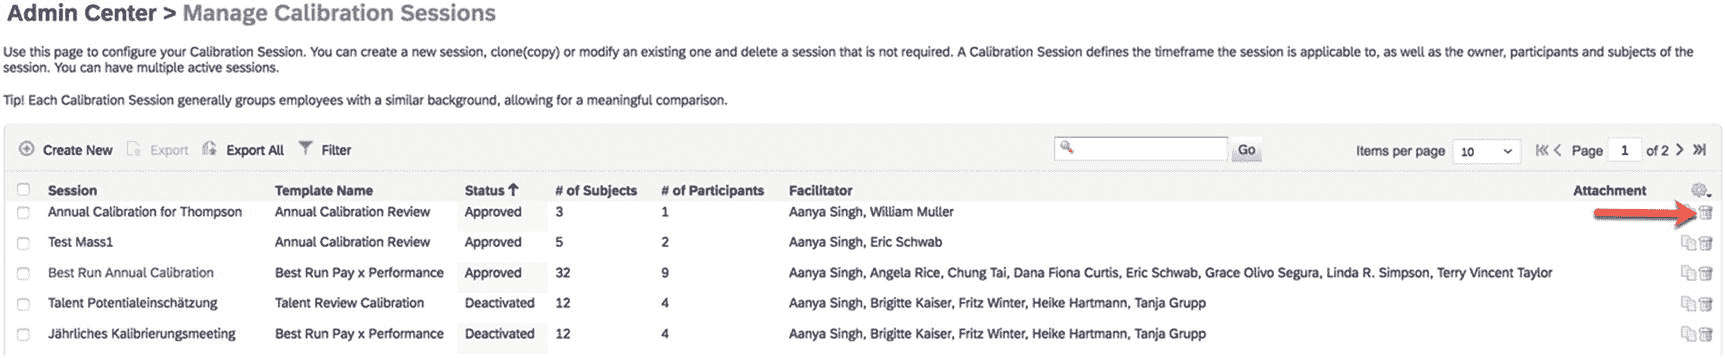 Admin Center > Manage Calibration Sessions
Use this page to configure your Calibration Session. You can create a new session, clone(copy) or modify an existing one and delete a session that is not required. A Calibration Session defines the timeframe the session is applicable to, as well as the owner, participants and subjects of the
session. You can have multiple active sessions.
Tip! Each Calibration Session generally groups employees with a similar background, allowing for a meaningful comparison.
Create New Export Export All Filter Go Items per page 10 Page 1 of 2
Session Template Name Status # of Subjects # of Participants Facilitator Attachment
Annual Calibration for Thompson Annual Calibration Review Approved 3 1 Aanya Singh, William Muller
Test Mass1 Annual Calibration Review Approved 5 2 Aanya Singh, Eric Schwab
Best Run Annual Calibration Best Run Pay x Performance Approved 32 9 Aanya Singh, Angela Rice, Chung Tai, Dana Fiona Curtis, Eric Schwab, Grace Olivo Segura, Linda R. Simpson, Terry Vincent Taylor
Talent Potentialeinschätzung Talent Review Calibration Deactivated 12 4 Aanya Singh, Brigitte Kaiser, Fritz Winter, Heike Hartmann, Tanja Grupp
Jährliches Kalibrierungsmeeting Best Run Pay x Performance Deactivated 12 4 Aanya Singh, Brigitte Kaiser, Fritz Winter, Heike Hartmann, Tanja Grupp